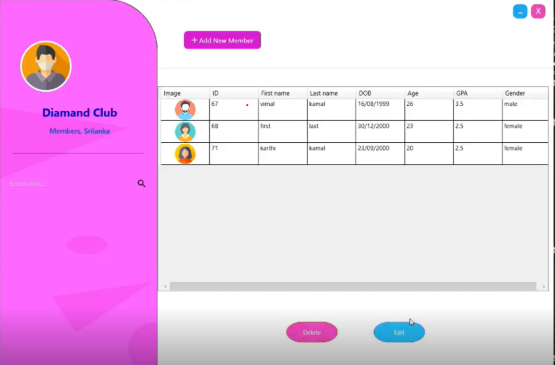 X
+ Add New Member
Diamand Club
Members, Srilanka
Search here...
Image ID First name Last name DOB Age GPA Gender
67 vimal kamal 16/08/1999 26 3.5 male
68 first last 30/12/2000 23 2.5 female
71 karthi kamal 23/09/2000 20 2.5 female
Delete Edit